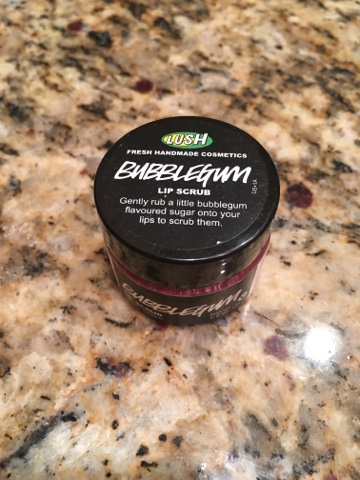 LUSH
FRESH HANDMADE COSMETICS
BUBBLEGUM
LIP SCRUB
Gently rub a little bubblegum
flavoured sugar onto your
lips to scrub them.
BUBBLEGUM